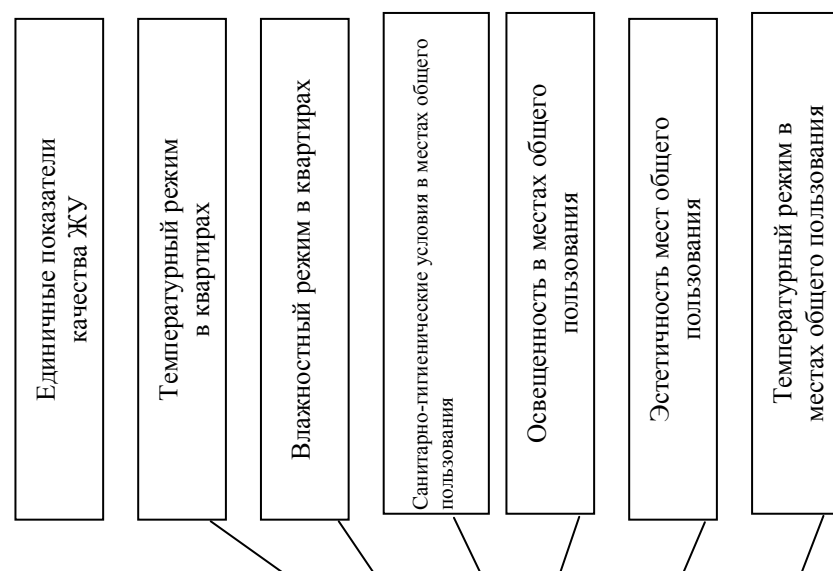 Единичные показатели
качества ЖУ
Температурный режим
в квартирах
Влажностный режим в квартирах
Санитарно-гигиенические условия в местах общего
пользования
Освещенность в местах общего
пользования
Эстетичность мест общего
пользования
Температурный режим в
местах общего пользования